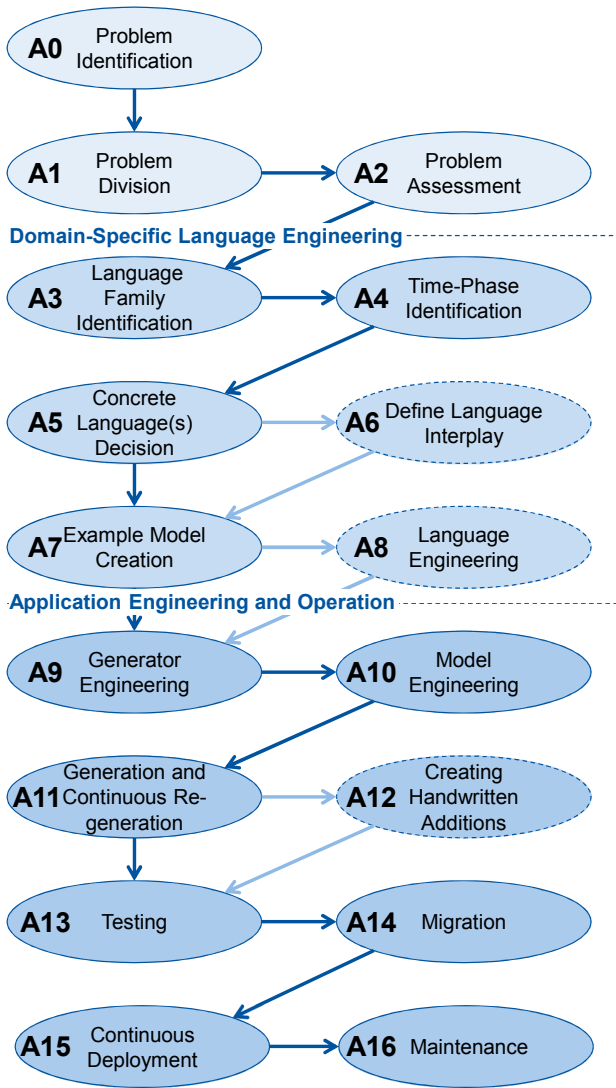 A0 Problem
Identification
A1 Problem
Division
A2 Problem
Assessment
Domain-Specific Language Engineering
A3 Language
Family
Identification
A4 Time-Phase
Identification
A5 Concrete
Language(s)
Decision
A6 Define Language
Interplay
A7 Example Model
Creation
A8 Language
Engineering
Application Engineering and Operation
A9 Generator
Engineering
A10 Model
Engineering
A11 Generation and
Continuous Re-
generation
A12 Creating
Handwritten
Additions
A13 Testing
A14 Migration
A15 Continuous
Deployment
A16 Maintenance